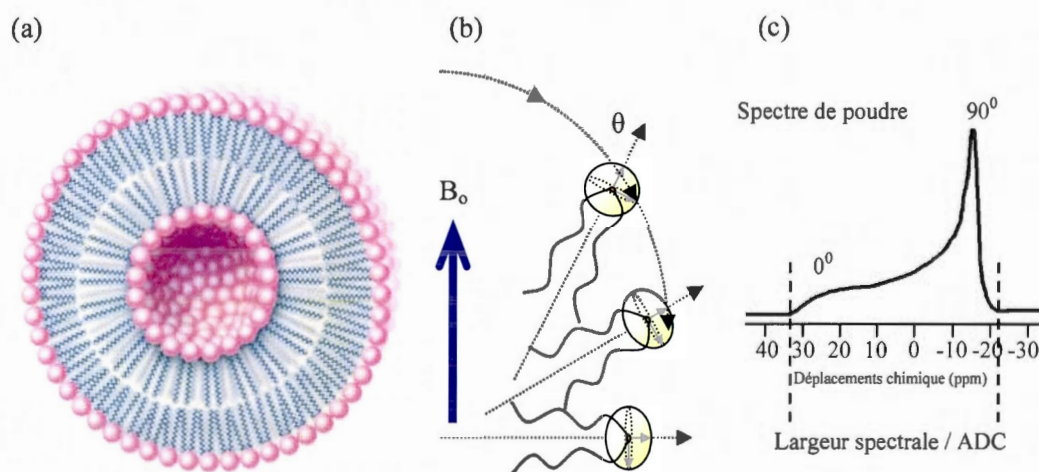 (a)
(b)
(c)
θ
B₀
Spectre de poudre
90⁰
0⁰
40 30 20 10 0 -10 -20 -30
Déplacements chimique (ppm)
Largeur spectrale / ADC